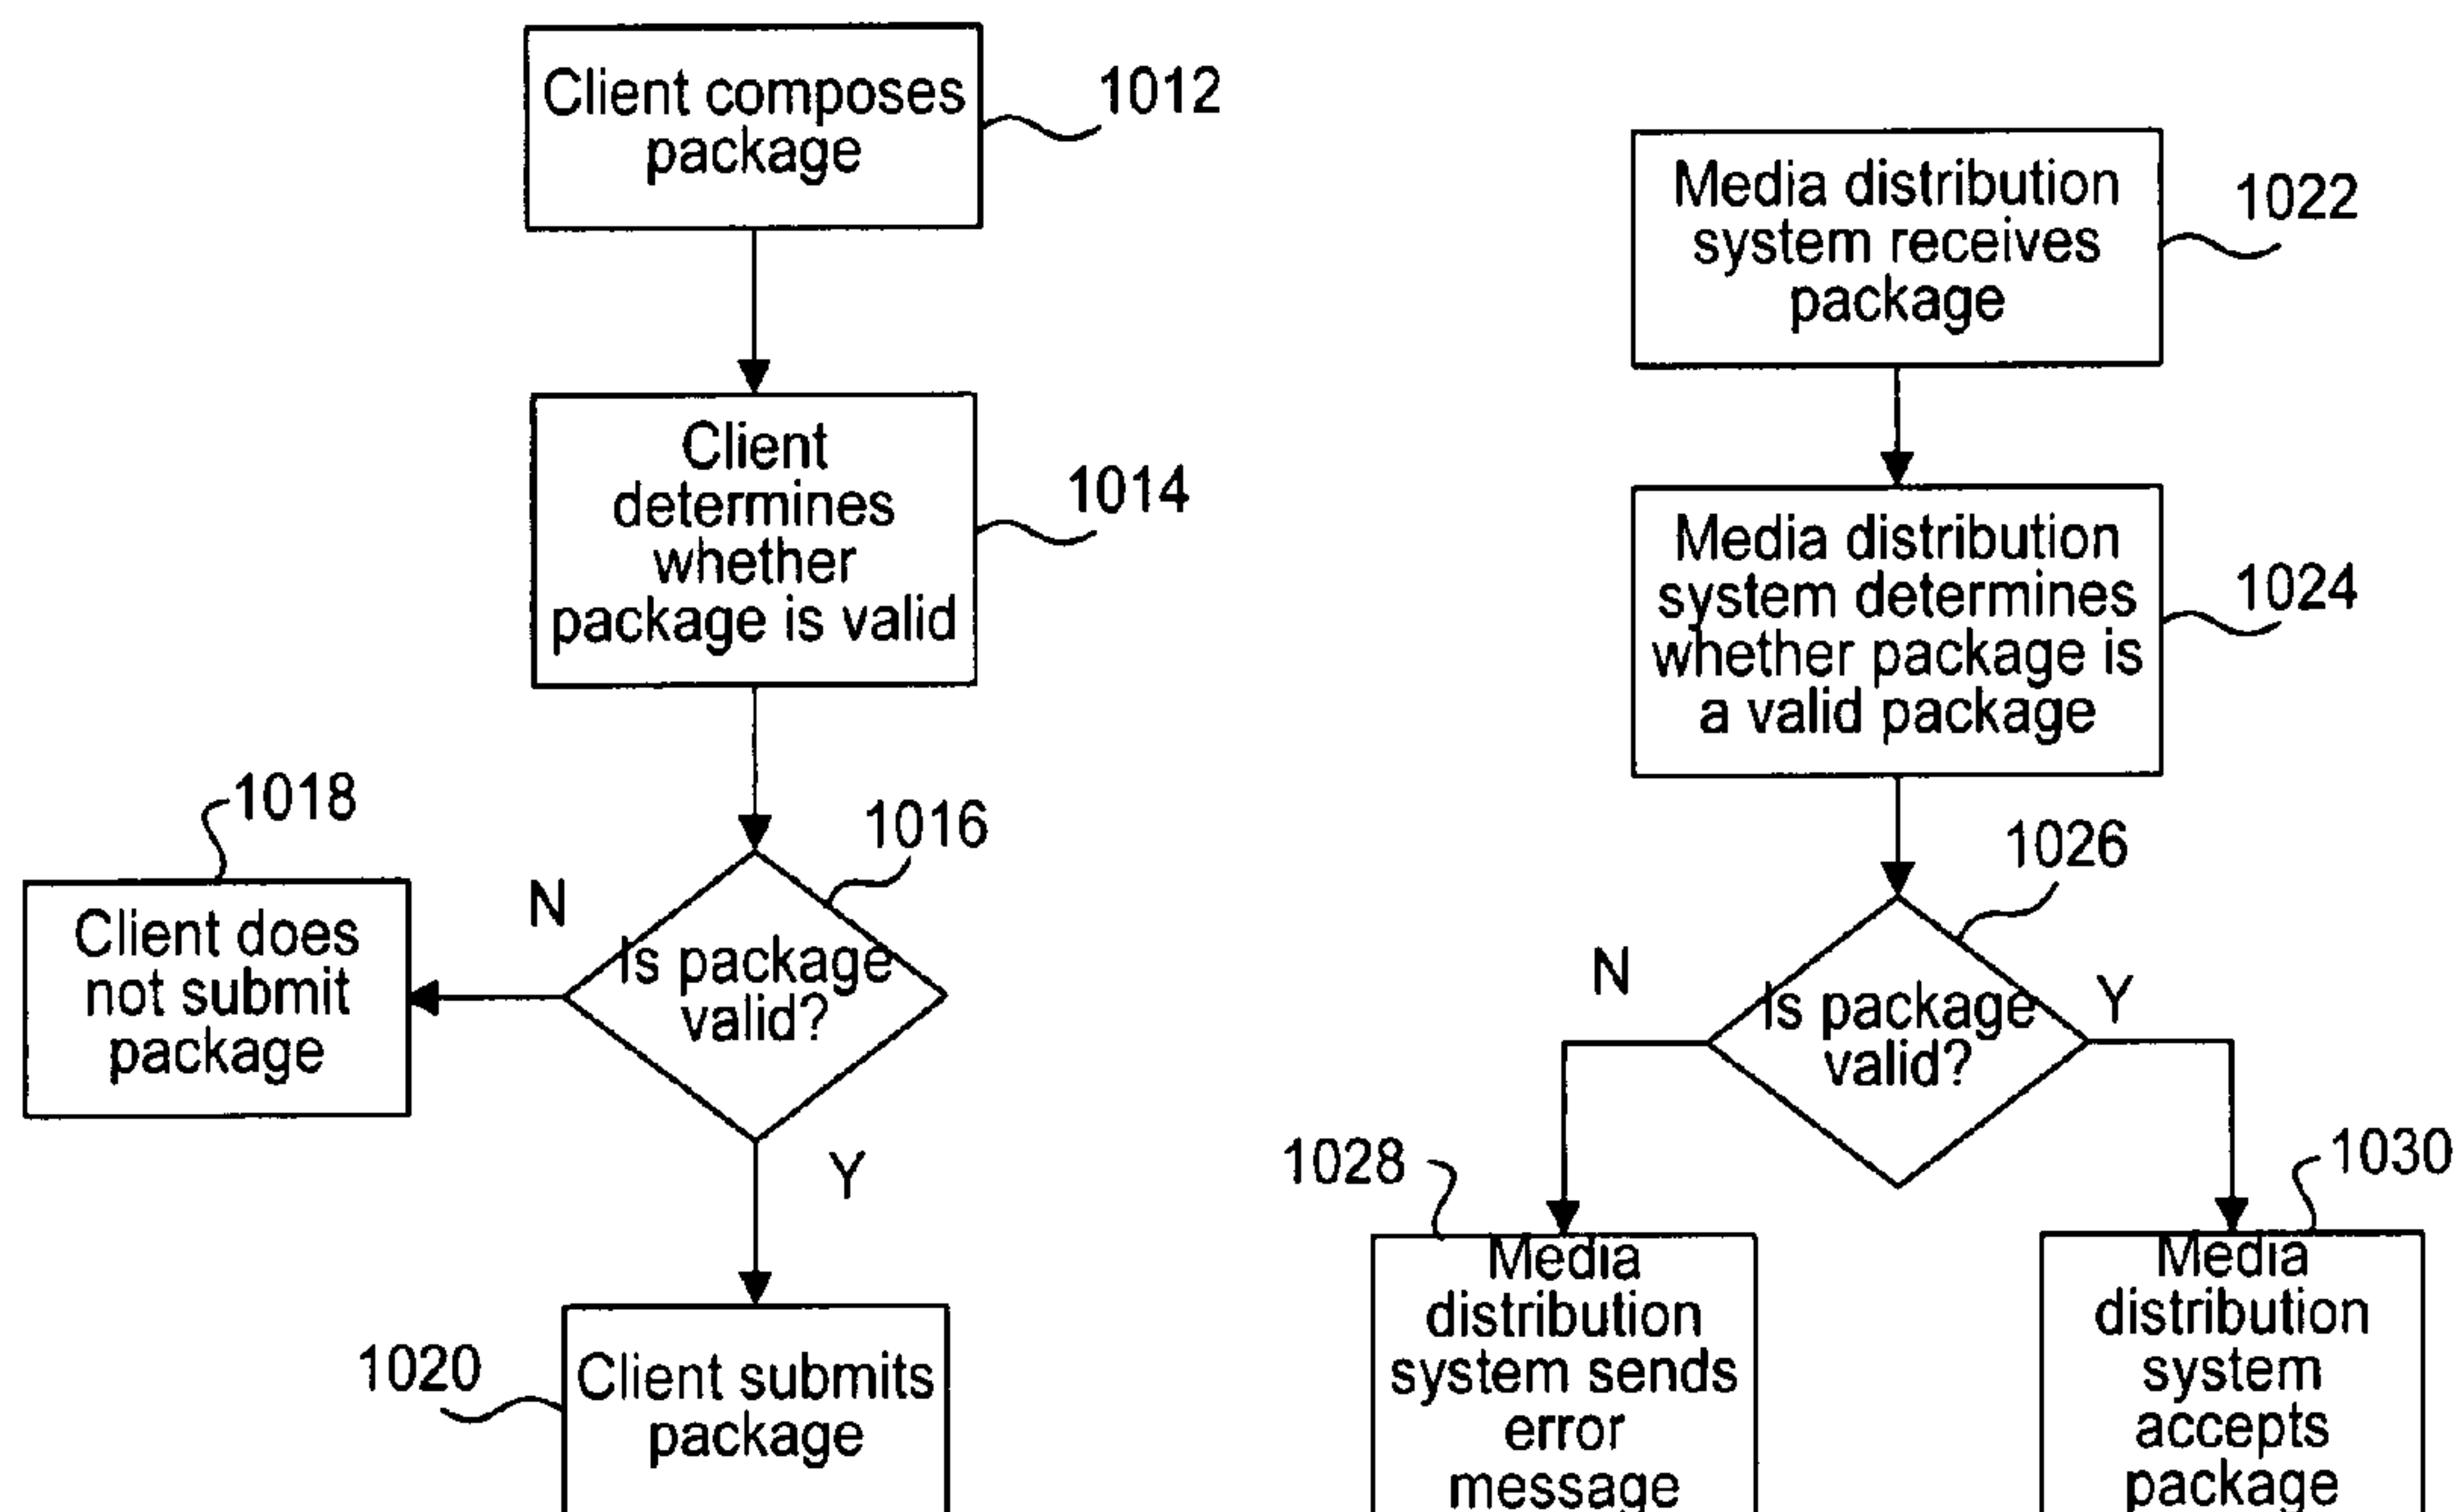 Client composes
package
1012
Client
determines
whether
package is valid
1014
1016
Is package
valid?
N
1018
Client does
not submit
package
Y
1020
Client submits
package
Media distribution
system receives
package
1022
Media distribution
system determines
whether package is
a valid package
1024
1026
Is package
valid?
N
Y
1028
Media
distribution
system sends
error
message
1030
Media
distribution
system
accepts
package